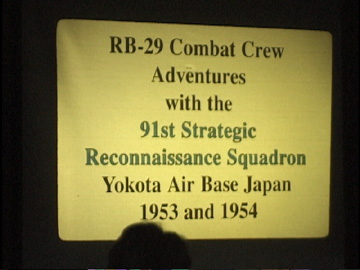 RB-29 Combat Crew
Adventures
with the
91st Strategic
Reconnaissance Squadron
Yokota Air Base Japan
1953 and 1954